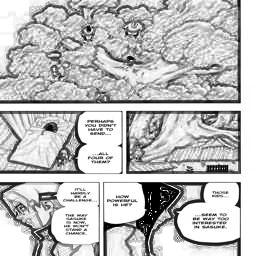 PERHAPS
YOU DIDN'T
HAVE TO
SEND...
...ALL
FOUR OF
THEM?
IT'LL
HARDLY
BE A
CHALLENGE...
THE WAY
SASUKE
IS NOW,
HE WON'T
STAND A
CHANCE.
HOW
POWERFUL
IS HE?
THOSE
KIDS...
...SEEM TO
BE WAY TOO
INTERESTED
IN SASUKE.